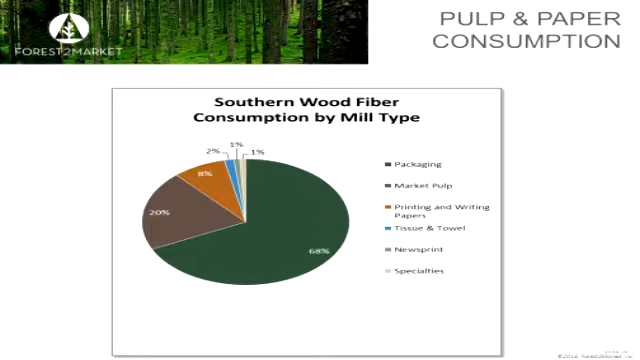 FOREST2MARKET
PULP & PAPER
CONSUMPTION
Southern Wood Fiber
Consumption by Mill Type
1%
2%
1%
8%
20%
68%
Packaging
Market Pulp
Printing and Writing
Papers
Tissue & Towel
Newsprint
Specialties